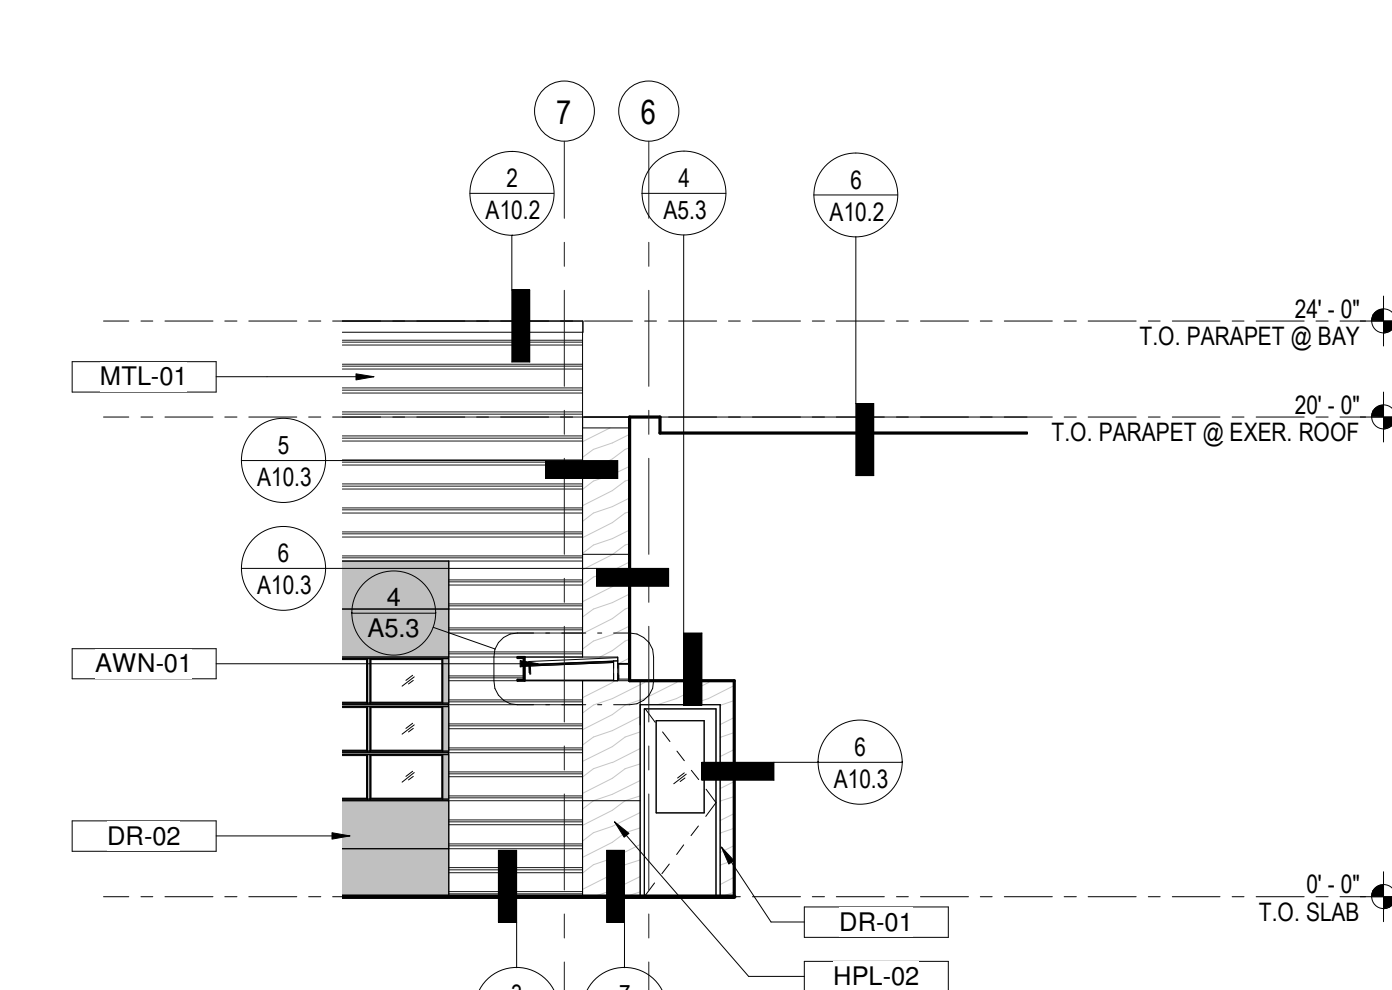 7
6
2
A10.2
4
A5.3
6
A10.2
24' - 0"
T.O. PARAPET @ BAY
MTL-01
20' - 0"
T.O. PARAPET @ EXER. ROOF
5
A10.3
6
A10.3
4
A5.3
AWN-01
6
A10.3
DR-02
0' - 0"
T.O. SLAB
DR-01
HPL-02